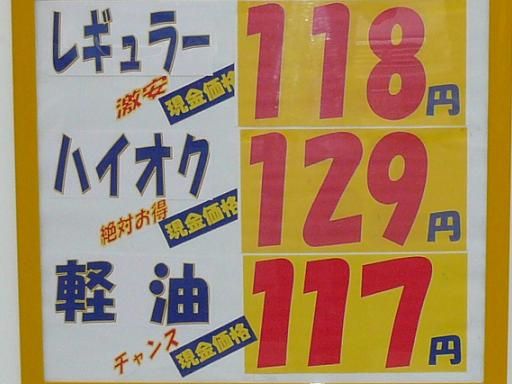 レギュラー 118円
激安 現金価格
ハイオク 129円
絶対お得 現金価格
軽油 117円
チャンス 現金価格